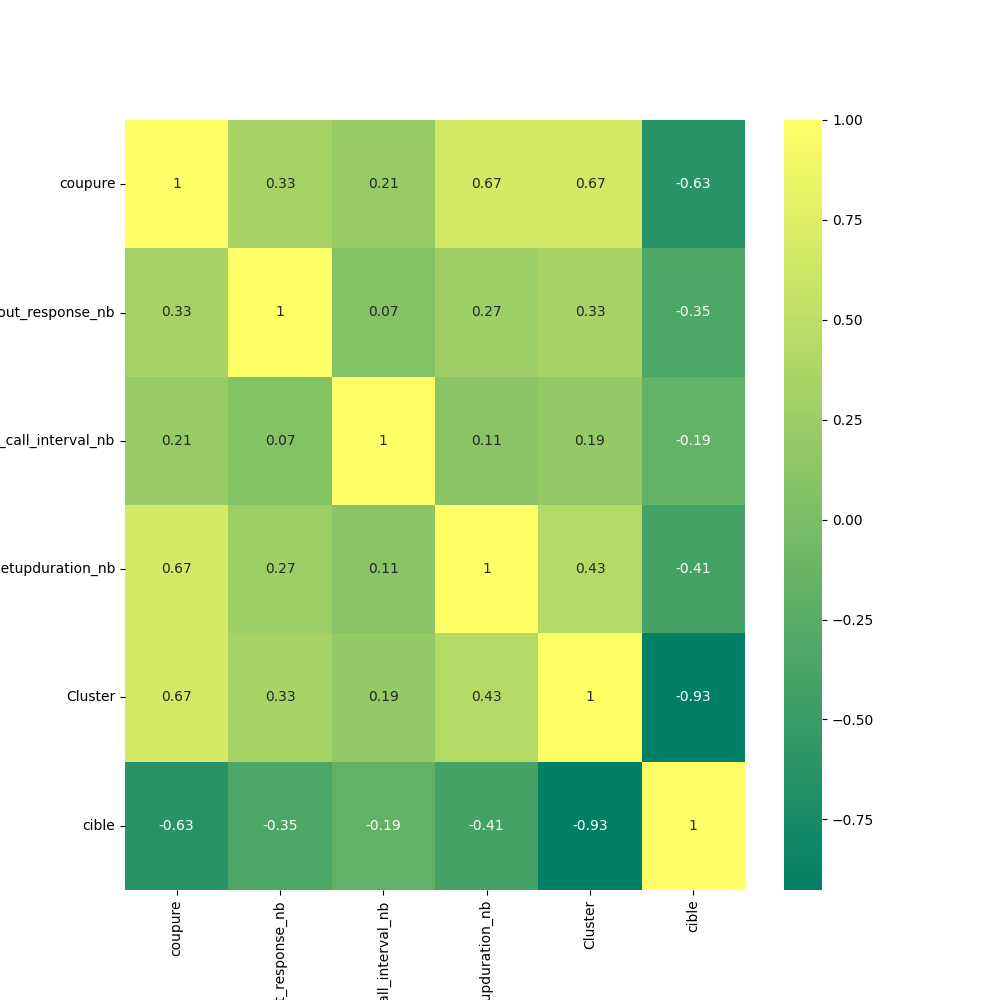 coupure 1 0.33 0.21 0.67 0.67 -0.63
out_response_nb 0.33 1 0.07 0.27 0.33 -0.35
_call_interval_nb 0.21 0.07 1 0.11 0.19 -0.19
etupduration_nb 0.67 0.27 0.11 1 0.43 -0.41
Cluster 0.67 0.33 0.19 0.43 1 -0.93
cible -0.63 -0.35 -0.19 -0.41 -0.93 1
coupure
t_response_nb
all_interval_nb
upduration_nb
Cluster
cible
1.00
0.75
0.50
0.25
0.00
−0.25
−0.50
−0.75